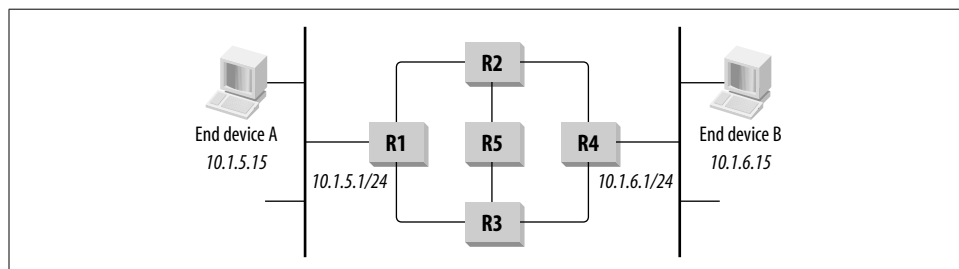 R2
End device A
10.1.5.15
R1
R5
R4
End device B
10.1.6.15
10.1.5.1/24
10.1.6.1/24
R3